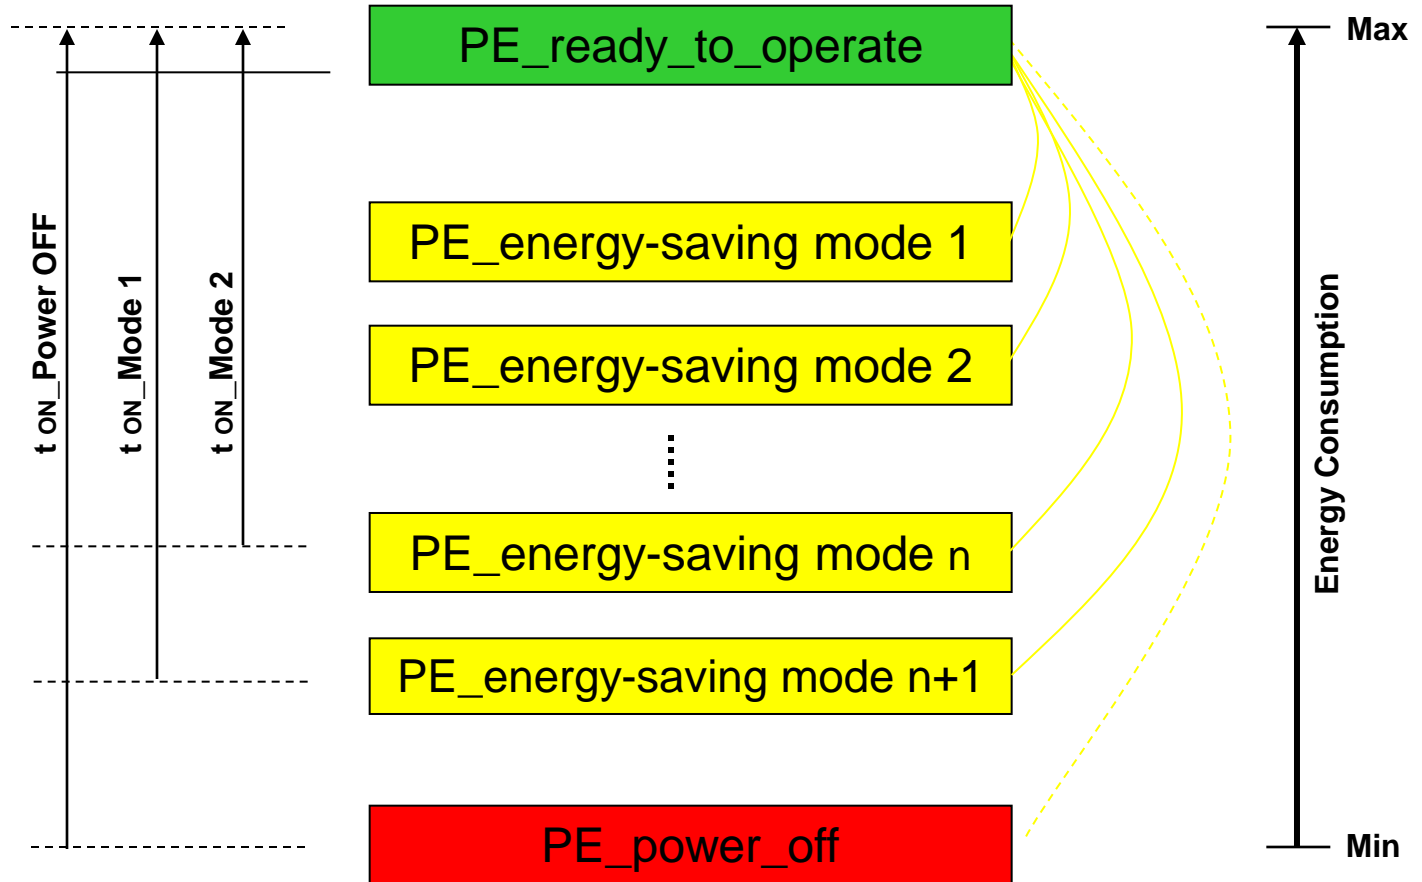 PE_ready_to_operate
Max
PE_energy-saving mode 1
PE_energy-saving mode 2
PE_energy-saving mode n
PE_energy-saving mode n+1
PE_power_off
Min
t ON_Power OFF
t ON_Mode 1
t ON_Mode 2
Energy Consumption